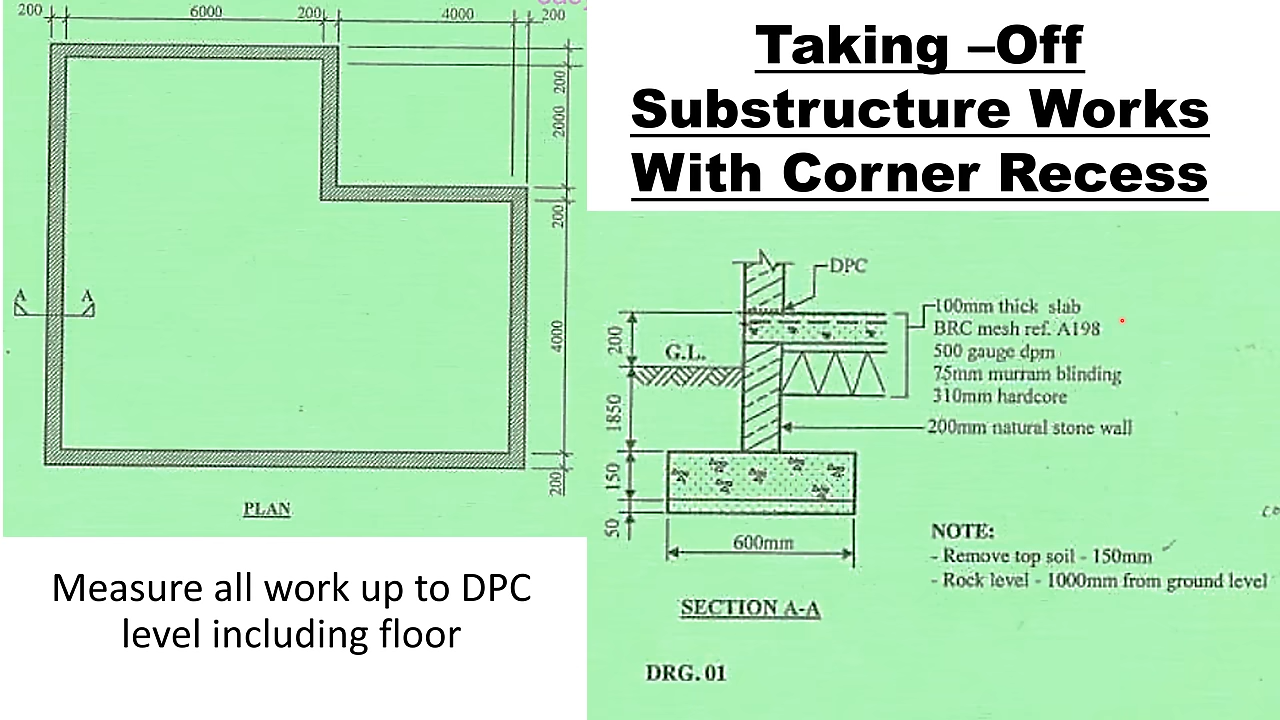 200 6000 200 4000 200
200
2000
200
4000
200
A A
PLAN
Measure all work up to DPC
level including floor
Taking –Off
Substructure Works
With Corner Recess
DPC
100mm thick slab
BRC mesh ref. A198
500 gauge dpm
75mm murram blinding
310mm hardcore
200mm natural stone wall
G.L.
200
1850
150
50
600mm
NOTE:
- Remove top soil - 150mm
- Rock level - 1000mm from ground level
SECTION A-A
DRG. 01